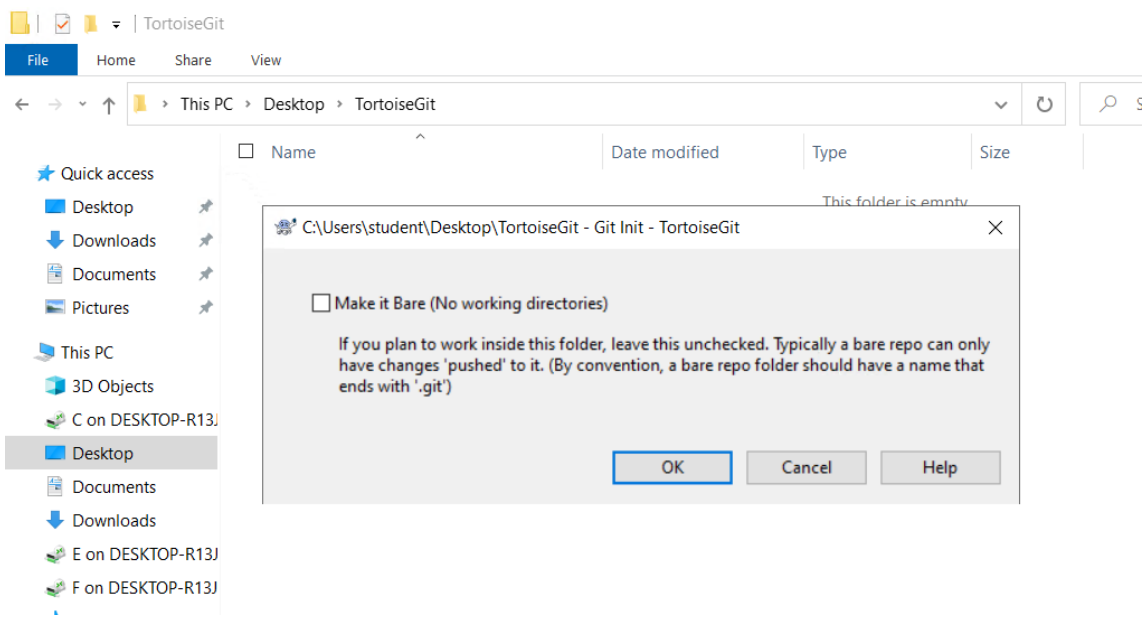 TortoiseGit
File Home Share View
This PC Desktop TortoiseGit S
Name Date modified Type Size
This folder is empty
Quick access
Desktop
Downloads
Documents
Pictures
This PC
3D Objects
C on DESKTOP-R13J
Desktop
Documents
Downloads
E on DESKTOP-R13J
F on DESKTOP-R13J
C:\Users\student\Desktop\TortoiseGit - Git Init - TortoiseGit
Make it Bare (No working directories)
If you plan to work inside this folder, leave this unchecked. Typically a bare repo can only
have changes 'pushed' to it. (By convention, a bare repo folder should have a name that
ends with '.git')
OK Cancel Help